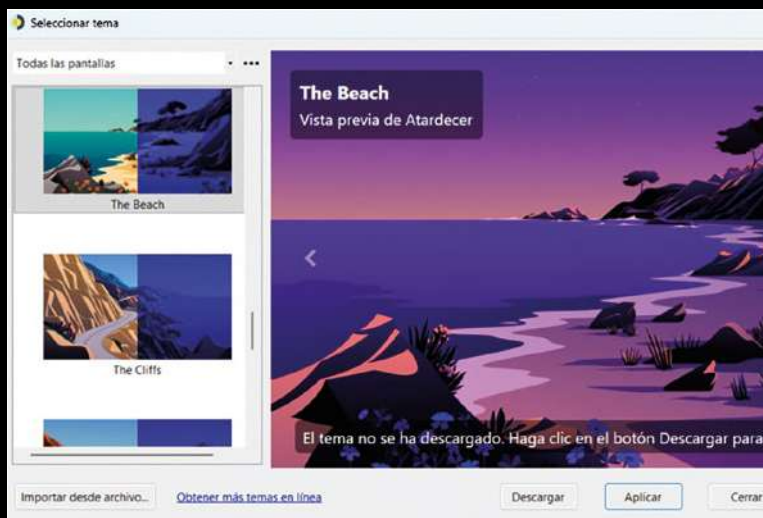 Seleccionar tema
Todas las pantallas
The Beach
The Cliffs
The Beach
Vista previa de Atardecer
El tema no se ha descargado. Haga clic en el botón Descargar para
Importar desde archivo...
Obtener más temas en línea
Descargar
Aplicar
Cerrar